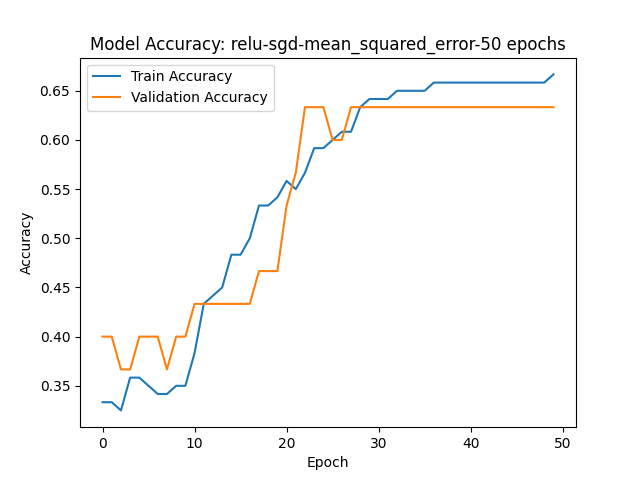 Model Accuracy: relu-sgd-mean_squared_error-50 epochs
Train Accuracy
Validation Accuracy
0.65
0.60
0.55
0.50
0.45
0.40
0.35
Accuracy
0 10 20 30 40 50
Epoch